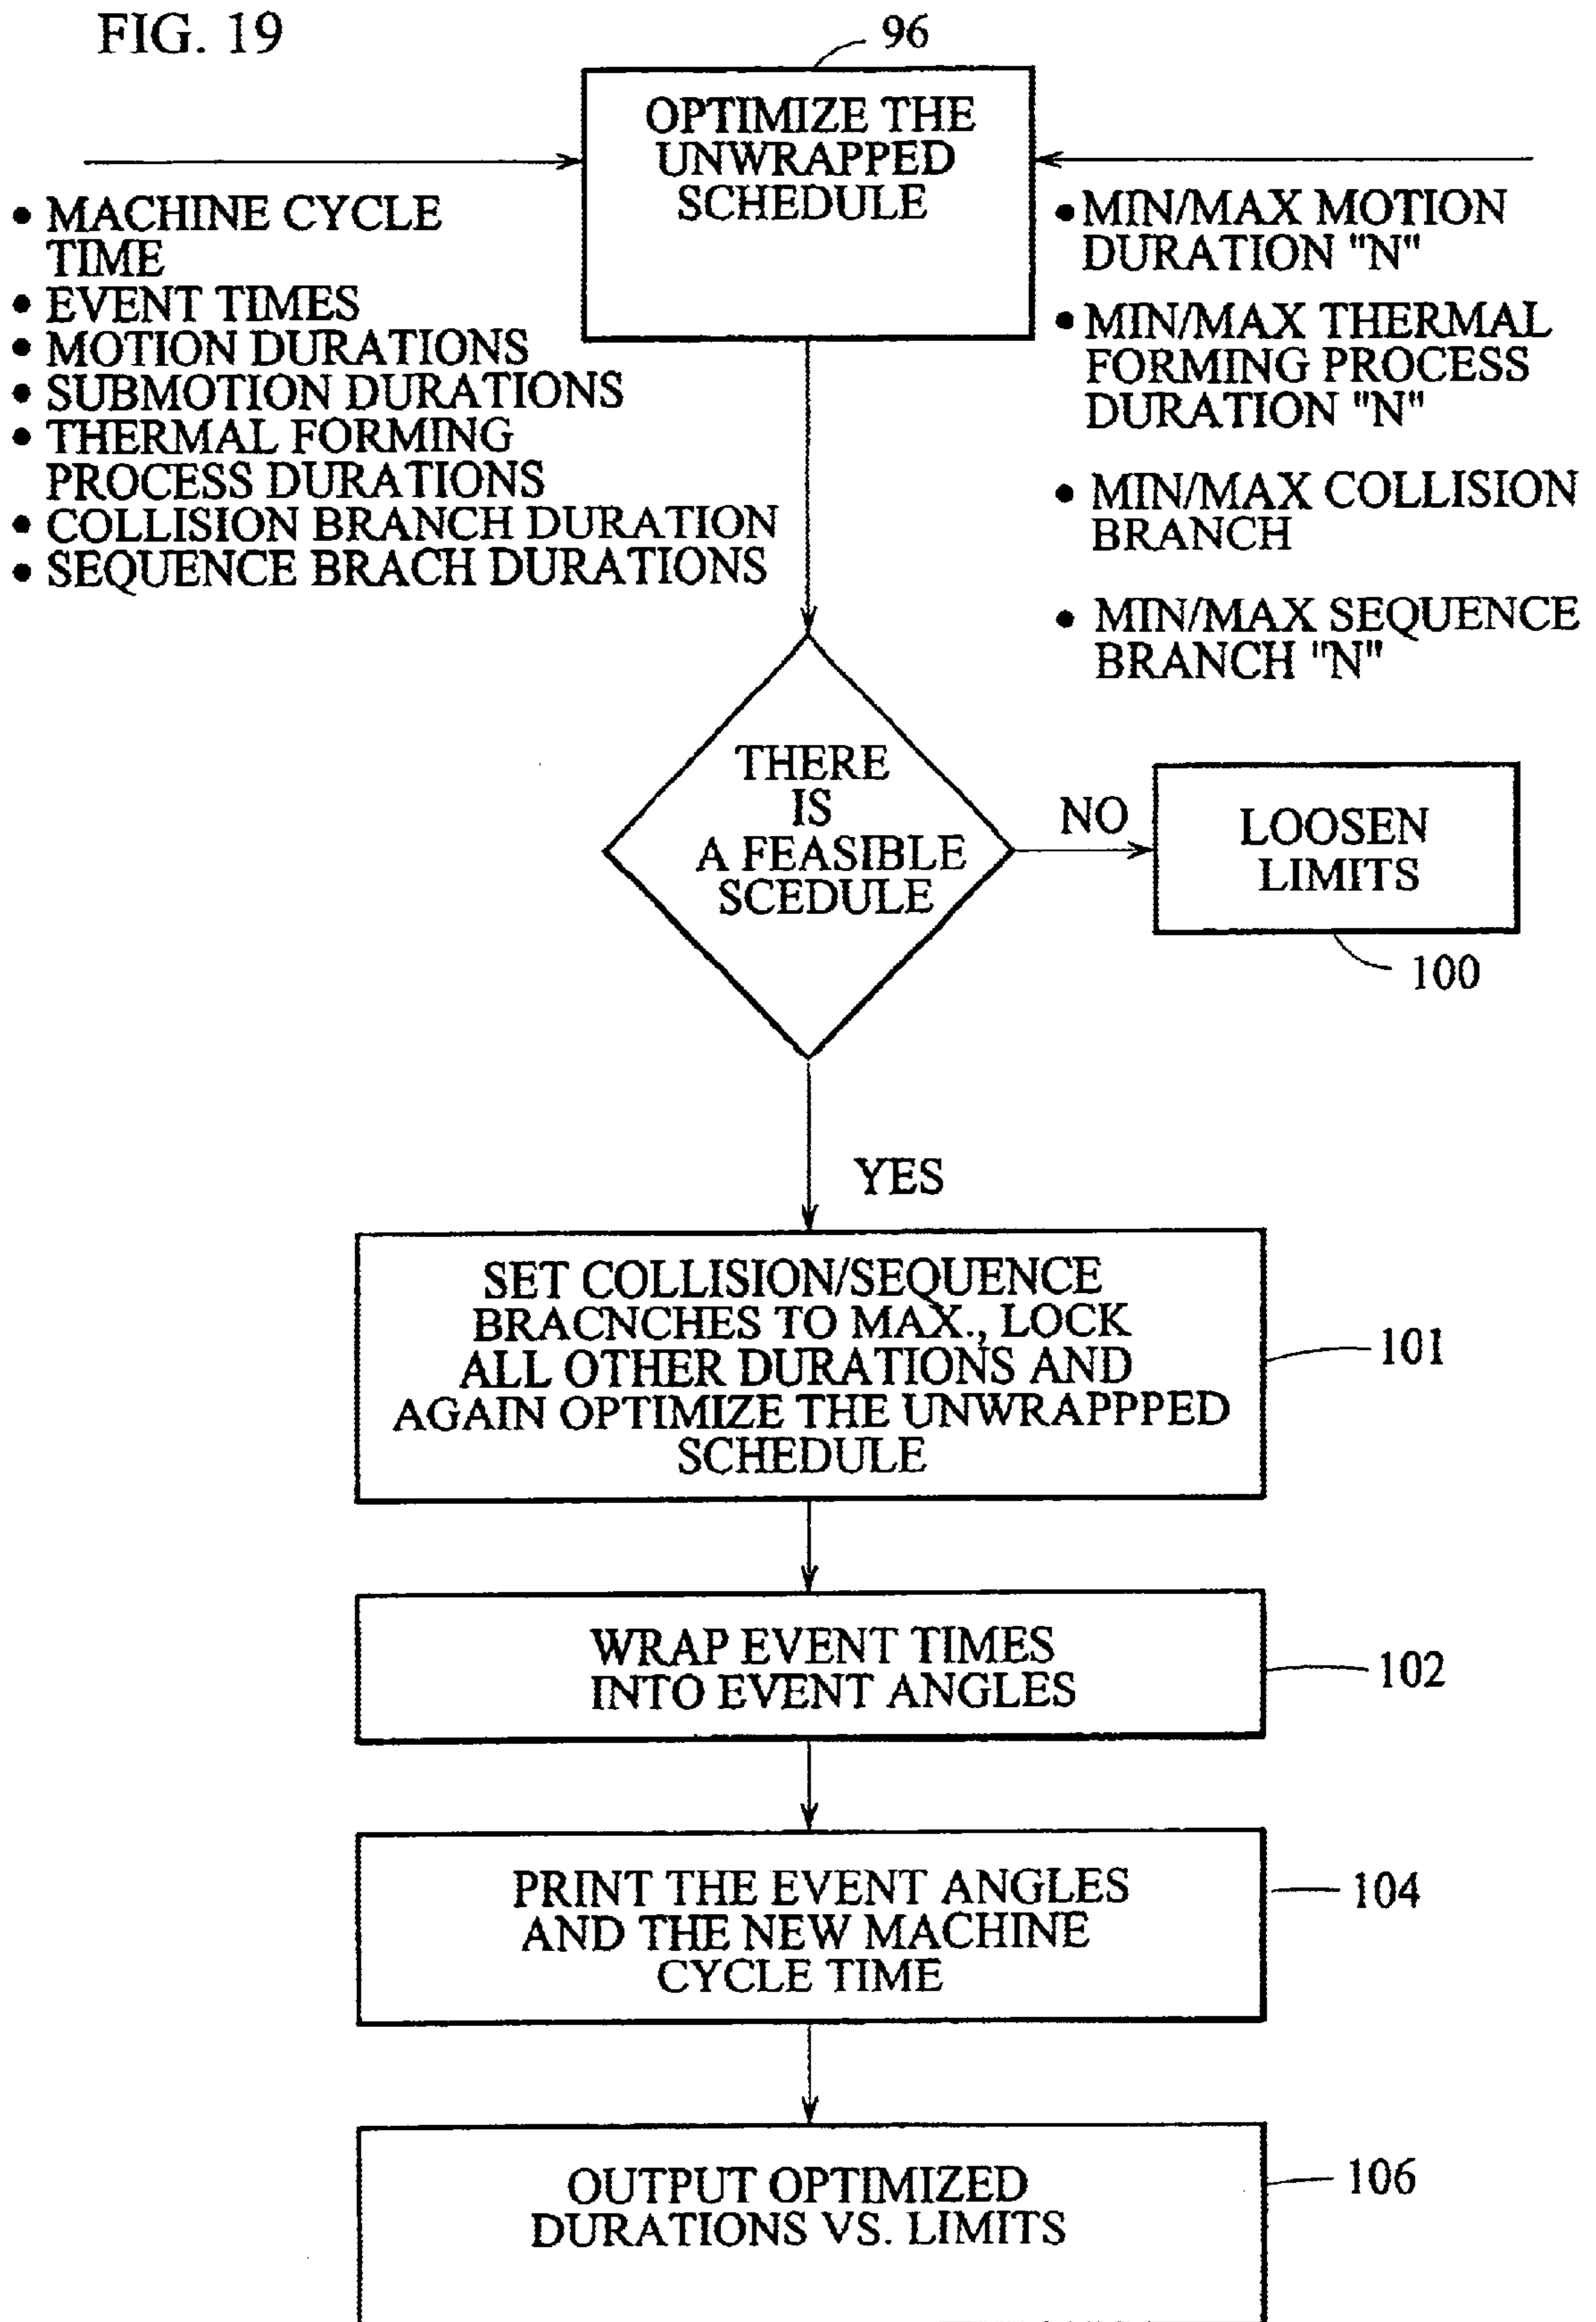 FIG. 19
96
OPTIMIZE THE
UNWRAPPED
SCHEDULE
• MACHINE CYCLE
TIME
• EVENT TIMES
• MOTION DURATIONS
• SUBMOTION DURATIONS
• THERMAL FORMING
PROCESS DURATIONS
• COLLISION BRANCH DURATION
• SEQUENCE BRACH DURATIONS
• MIN/MAX MOTION
DURATION "N"
• MIN/MAX THERMAL
FORMING PROCESS
DURATION "N"
• MIN/MAX COLLISION
BRANCH
• MIN/MAX SEQUENCE
BRANCH "N"
THERE
IS
A FEASIBLE
SCEDULE
NO
LOOSEN
LIMITS
100
YES
SET COLLISION/SEQUENCE
BRACNCHES TO MAX., LOCK
ALL OTHER DURATIONS AND
AGAIN OPTIMIZE THE UNWRAPPPED
SCHEDULE
101
WRAP EVENT TIMES
INTO EVENT ANGLES
102
PRINT THE EVENT ANGLES
AND THE NEW MACHINE
CYCLE TIME
104
OUTPUT OPTIMIZED
DURATIONS VS. LIMITS
106